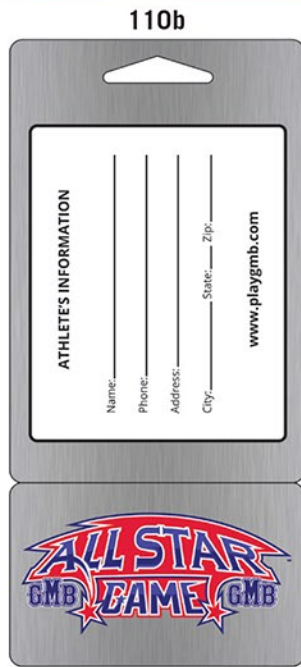 110b
ATHLETE'S INFORMATION
Name:
Phone:
Address:
City: State: Zip:
www.playgmb.com
ALL STAR
GMB GAME GMB